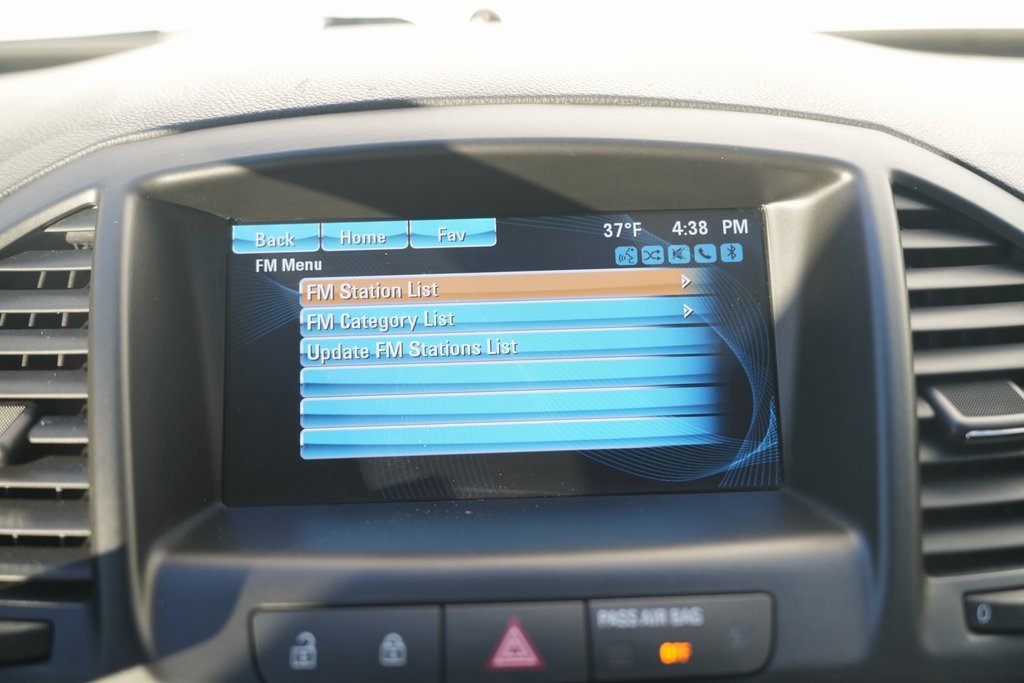 Back Home Fav 37°F 4:38 PM
FM Menu
FM Station List
FM Category List
Update FM Stations List
PASS AIR BAG
OFF
0